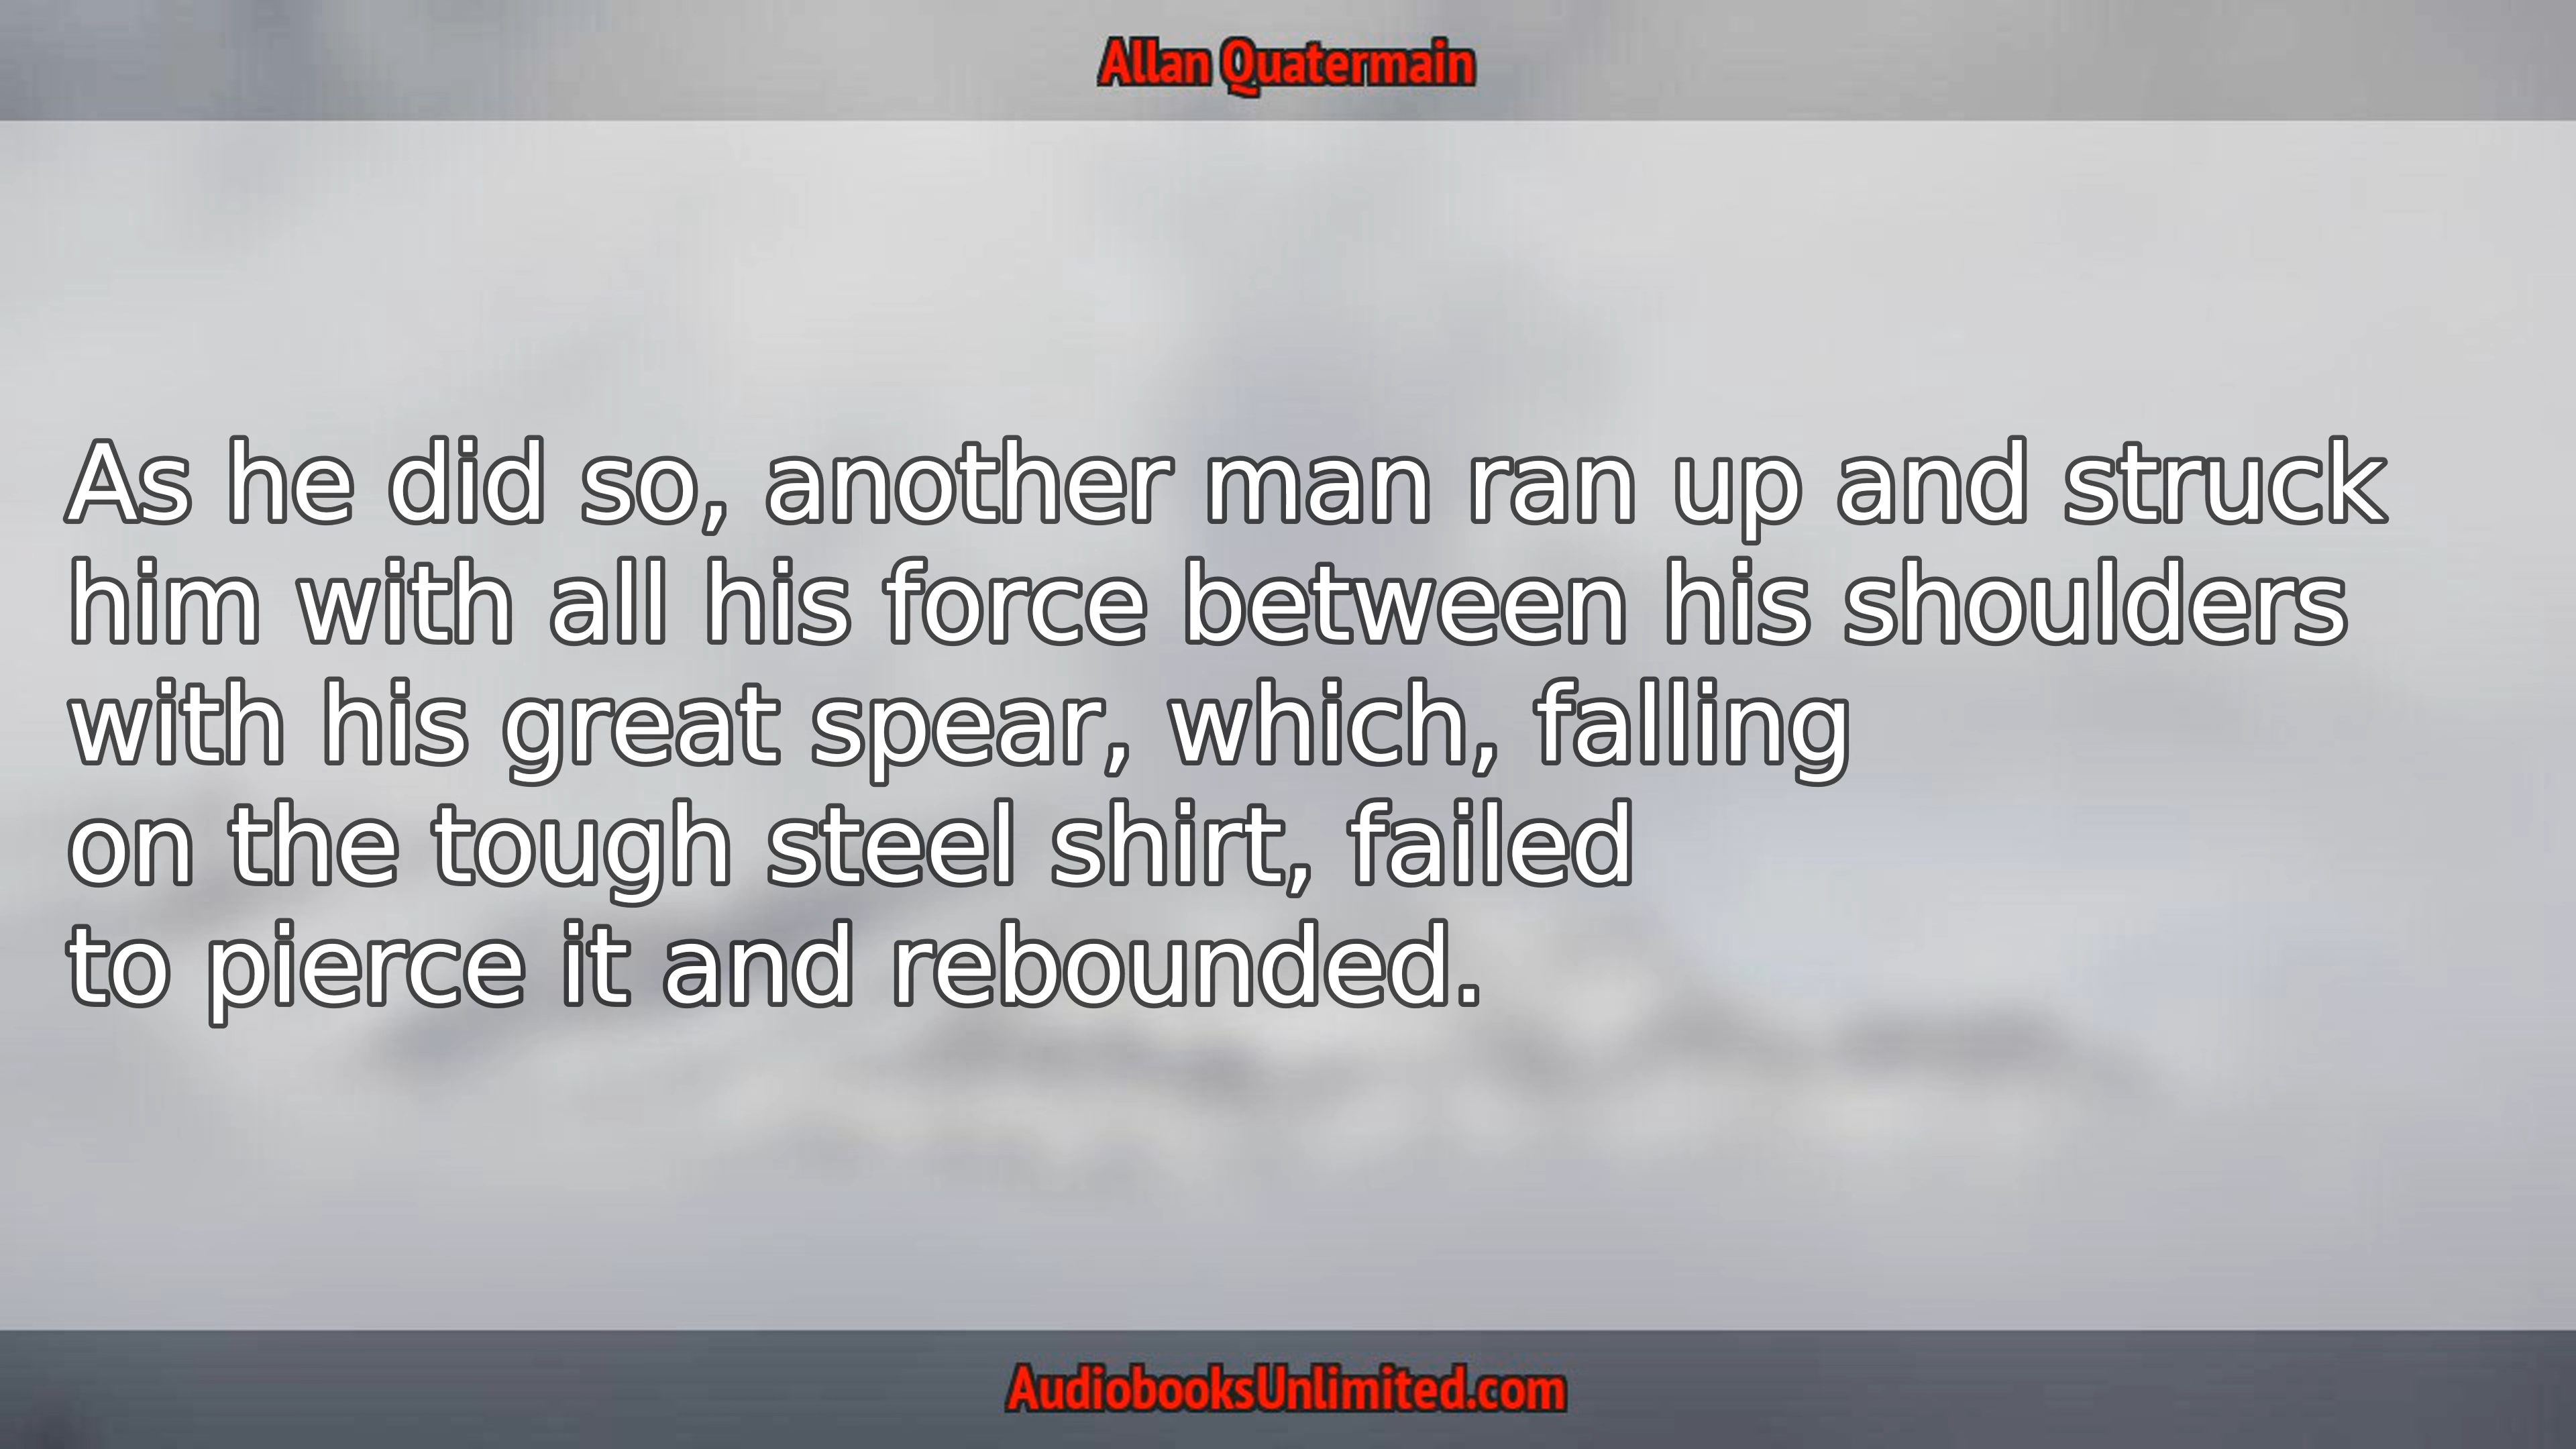 Allan Quatermain
As he did so, another man ran up and struck
him with all his force between his shoulders
with his great spear, which, falling
on the tough steel shirt, failed
to pierce it and rebounded.
AudiobooksUnlimited.com